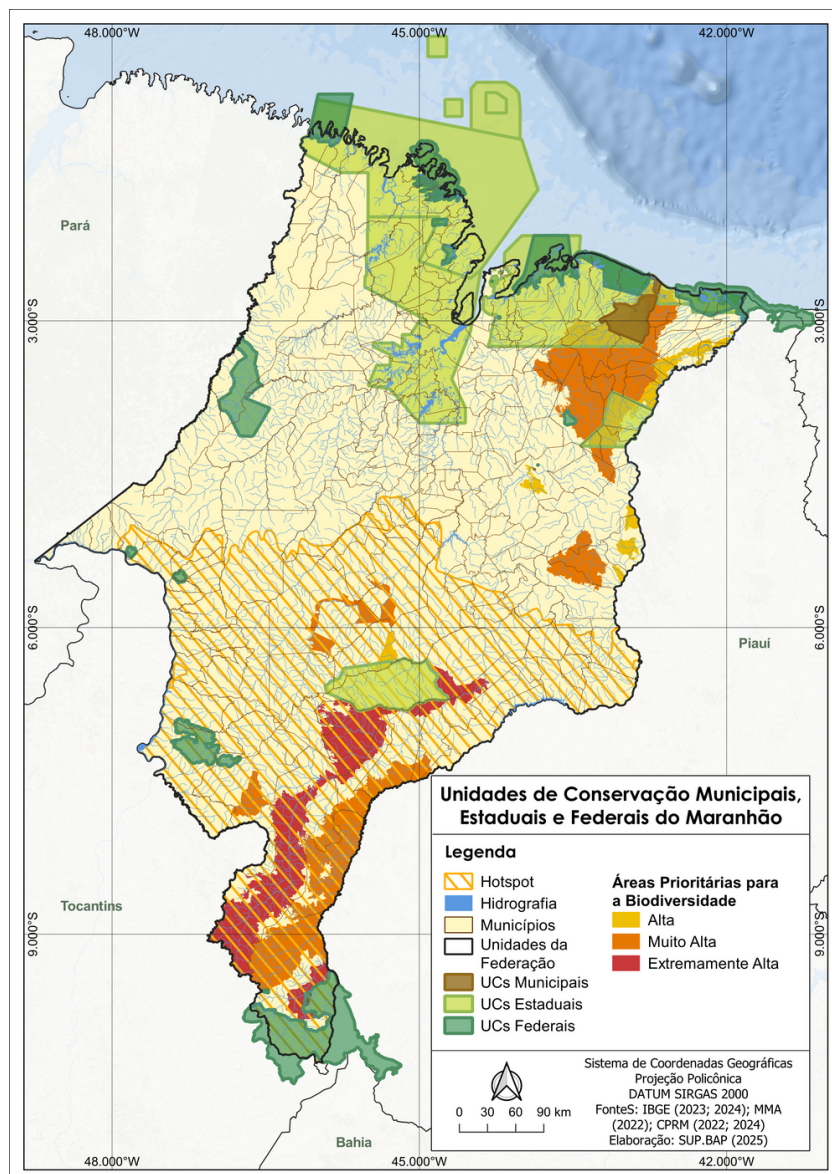 48.000°W 45.000°W 42.000°W
Pará
3.000°S 3.000°S
6.000°S 6.000°S
Piauí
Tocantins
9.000°S 9.000°S
Bahia
48.000°W 45.000°W 42.000°W
Unidades de Conservação Municipais,
Estaduais e Federais do Maranhão
Legenda
Hotspot
Hidrografia
Municípios
Unidades da
Federação
UCs Municipais
UCs Estaduais
UCs Federais
Áreas Prioritárias para
a Biodiversidade
Alta
Muito Alta
Extremamente Alta
0 30 60 90 km
Sistema de Coordenadas Geográficas
Projeção Policônica
DATUM SIRGAS 2000
FonteS: IBGE (2023; 2024); MMA
(2022); CPRM (2022; 2024)
Elaboração: SUP.BAP (2025)